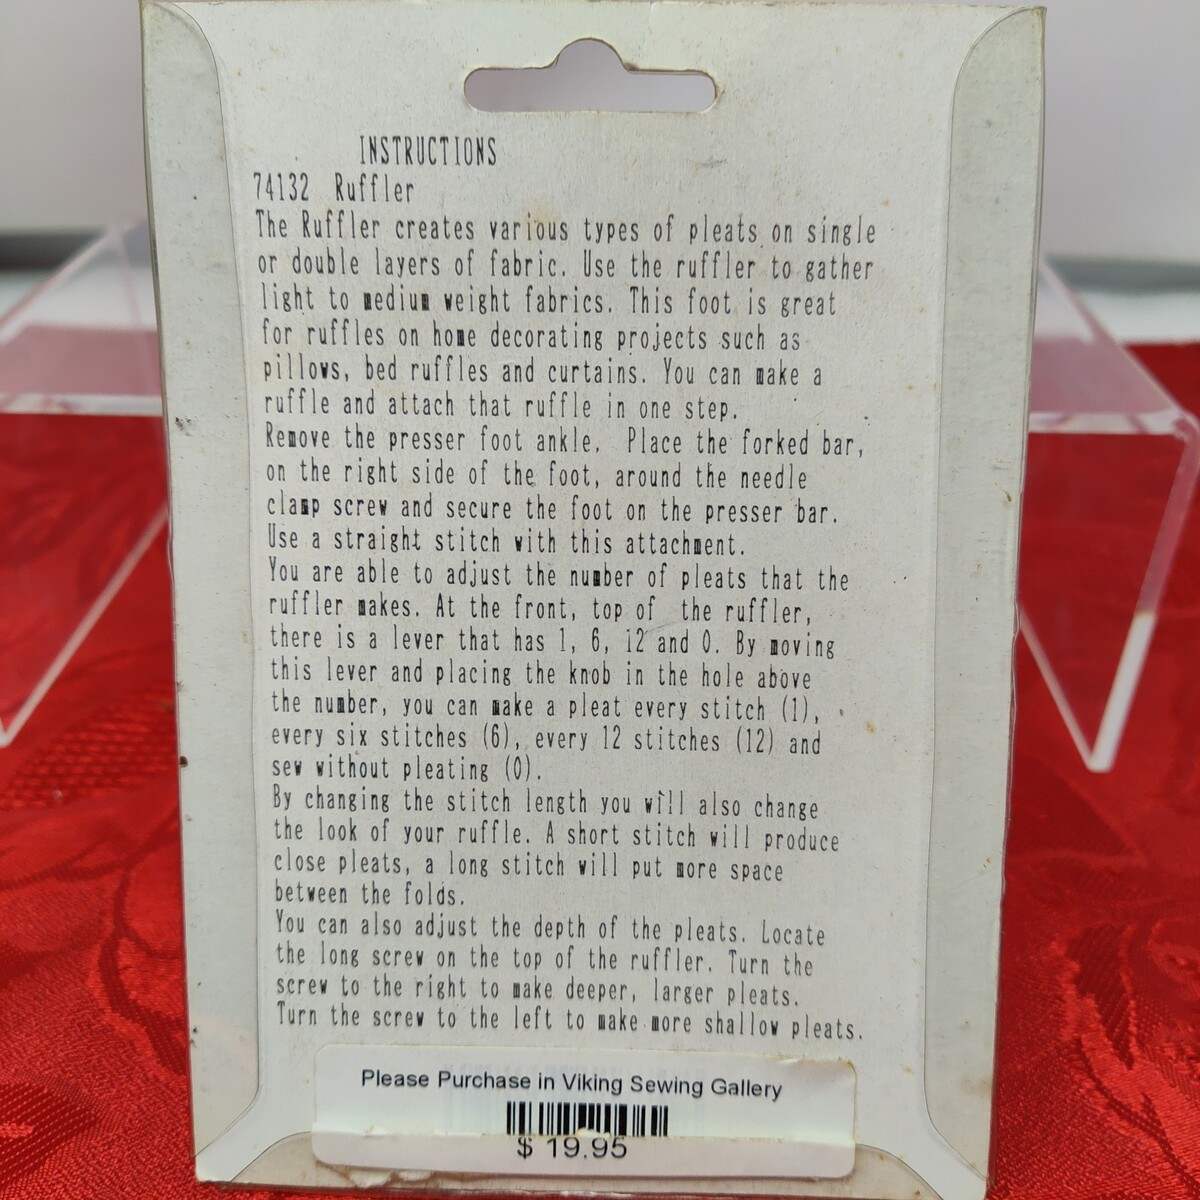 INSTRUCTIONS
74132 Ruffler
The Ruffler creates various types of pleats on single
or double layers of fabric. Use the ruffler to gather
light to medium weight fabrics. This foot is great
for ruffles on home decorating projects such as
pillows, bed ruffles and curtains. You can make a
ruffle and attach that ruffle in one step.
Remove the presser foot ankle. Place the forked bar,
on the right side of the foot, around the needle
clamp screw and secure the foot on the presser bar.
Use a straight stitch with this attachment.
You are able to adjust the number of pleats that the
ruffler makes. At the front, top of the ruffler,
there is a lever that has 1, 6, 12 and 0. By moving
this lever and placing the knob in the hole above
the number, you can make a pleat every stitch (1),
every six stitches (6), every 12 stitches (12) and
sew without pleating (0).
By changing the stitch length you will also change
the look of your ruffle. A short stitch will produce
close pleats, a long stitch will put more space
between the folds.
You can also adjust the depth of the pleats. Locate
the long screw on the top of the ruffler. Turn the
screw to the right to make deeper, larger pleats.
Turn the screw to the left to make more shallow pleats.
Please Purchase in Viking Sewing Gallery
$ 19.95